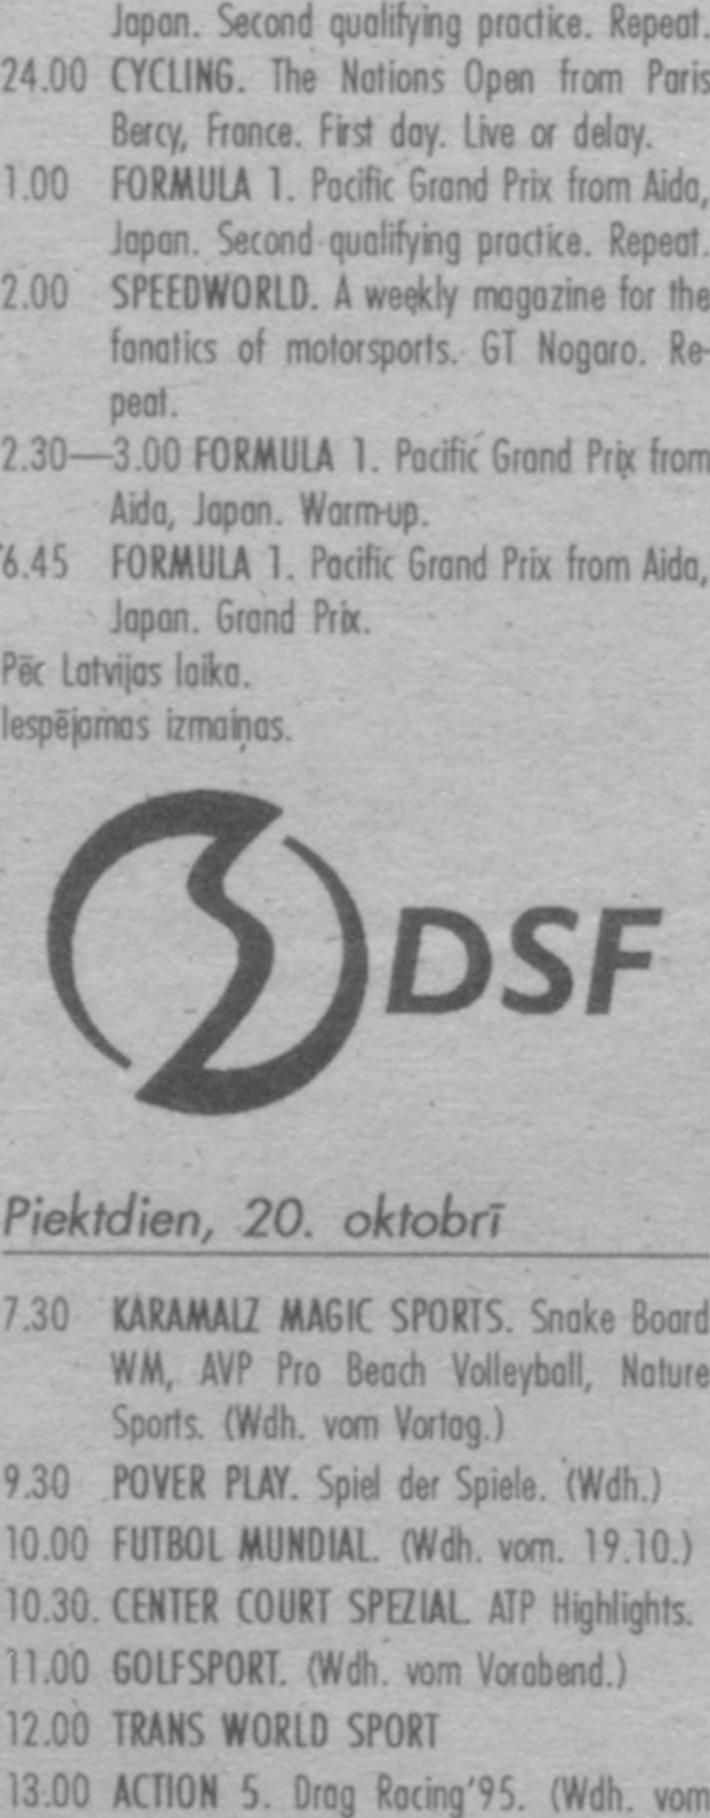 Japan. Second qualifying practice. Repeat.
24.00 CYCLING. The Nations Open from Paris
Bercy, France. First day. Live or delay.
1.00 FORMULA 1. Pacific Grand Prix from Aida,
Japan. Second qualifying practice. Repeat.
2.00 SPEEDWORLD. A weekly magazine for the
fanatics of motorsports. GT Nogaro. Re-
peat.
2.30—3.00 FORMULA 1. Pacific Grand Prix from
Aida, Japan. Warm-up.
6.45 FORMULA 1. Pacific Grand Prix from Aida,
Japan. Grand Prix.
Pēc Latvijas laika.
Iespējamas izmaiņas.
DSF
Piektdien, 20. oktobrī
7.30 KARAMALZ MAGIC SPORTS. Snake Board
WM, AVP Pro Beach Volleyball, Nature
Sports. (Wdh. vom Vortag.)
9.30 POVER PLAY. Spiel der Spiele. (Wdh.)
10.00 FUTBOL MUNDIAL. (Wdh. vom. 19.10.)
10.30. CENTER COURT SPEZIAL. ATP Highlights.
11.00 GOLFSPORT. (Wdh. vom Vorabend.)
12.00 TRANS WORLD SPORT
13.00 ACTION 5. Drag Racing'95. (Wdh. vom